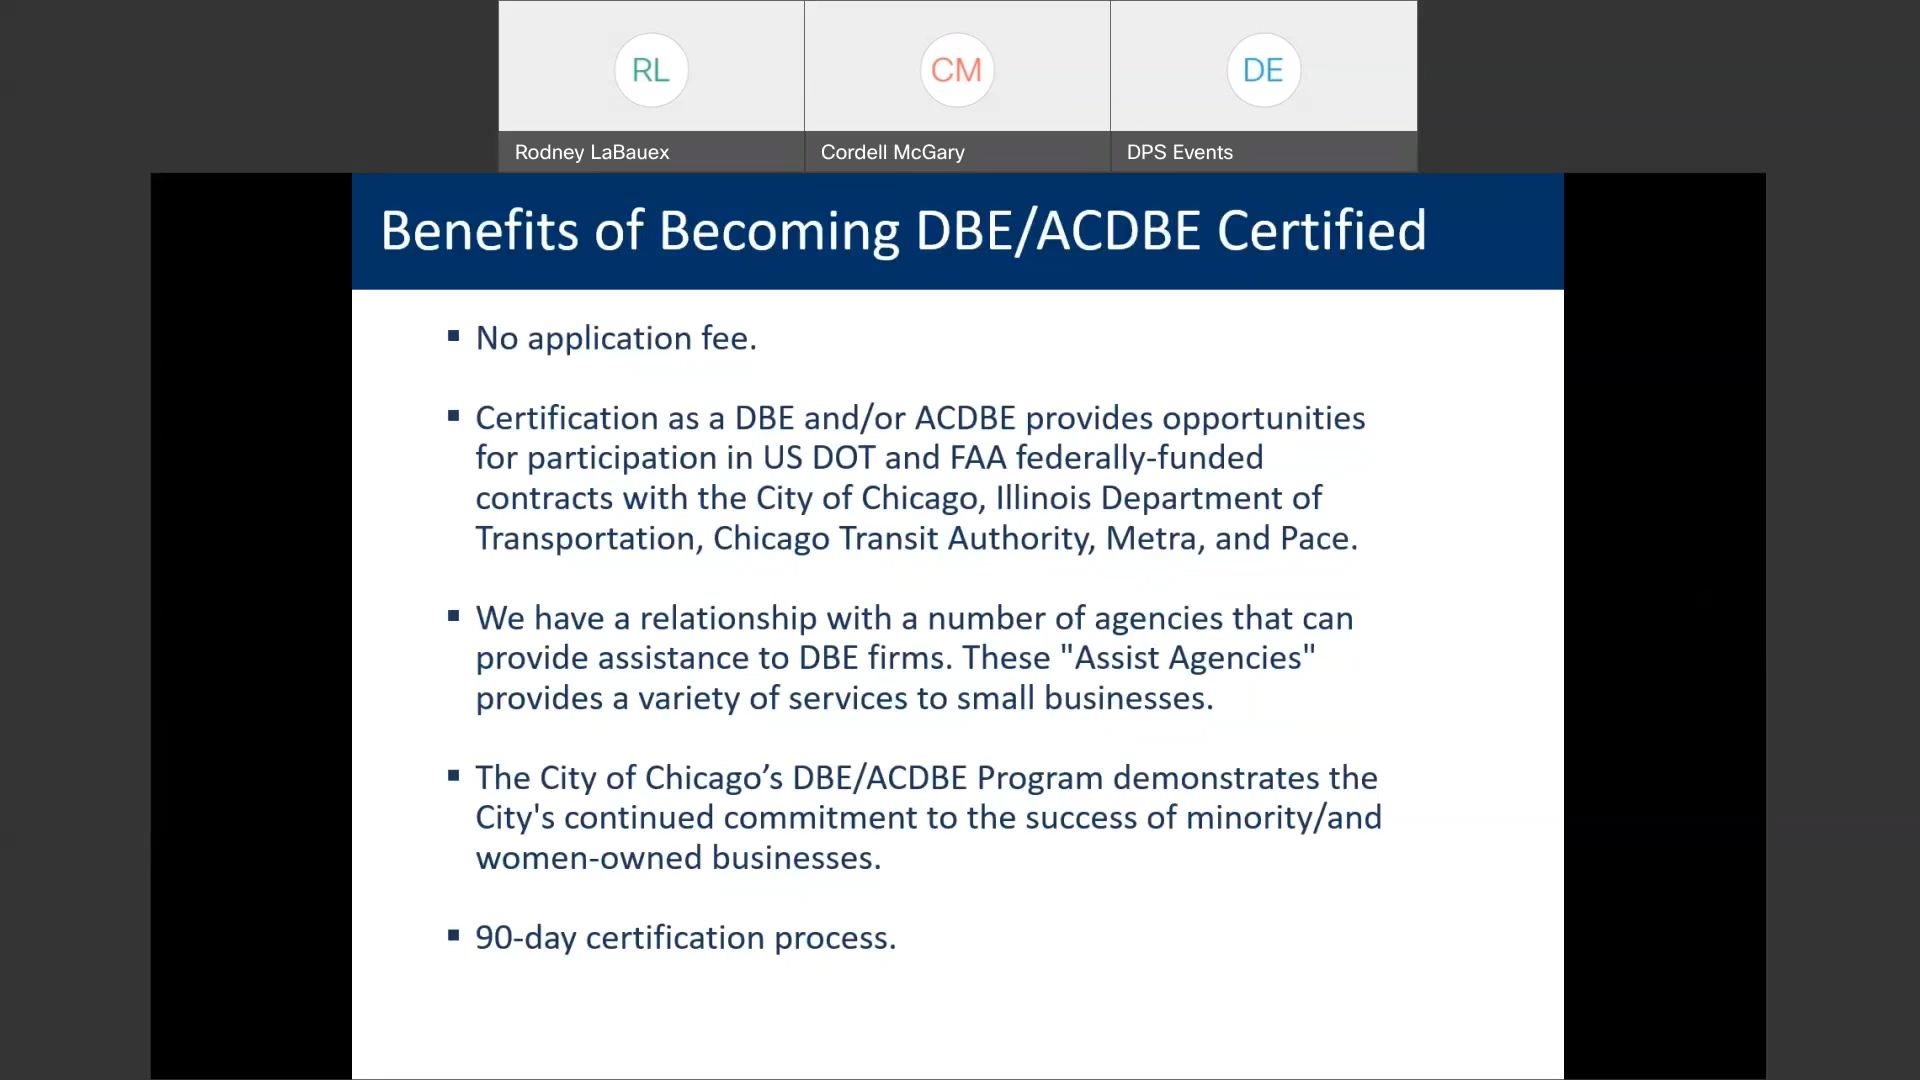 RL
CM
DE
Rodney LaBauex
Cordell McGary
DPS Events
Benefits of Becoming DBE/ACDBE Certified
▪ No application fee.
▪ Certification as a DBE and/or ACDBE provides opportunities
for participation in US DOT and FAA federally-funded
contracts with the City of Chicago, Illinois Department of
Transportation, Chicago Transit Authority, Metra, and Pace.
▪ We have a relationship with a number of agencies that can
provide assistance to DBE firms. These "Assist Agencies"
provides a variety of services to small businesses.
▪ The City of Chicago’s DBE/ACDBE Program demonstrates the
City's continued commitment to the success of minority/and
women-owned businesses.
▪ 90-day certification process.